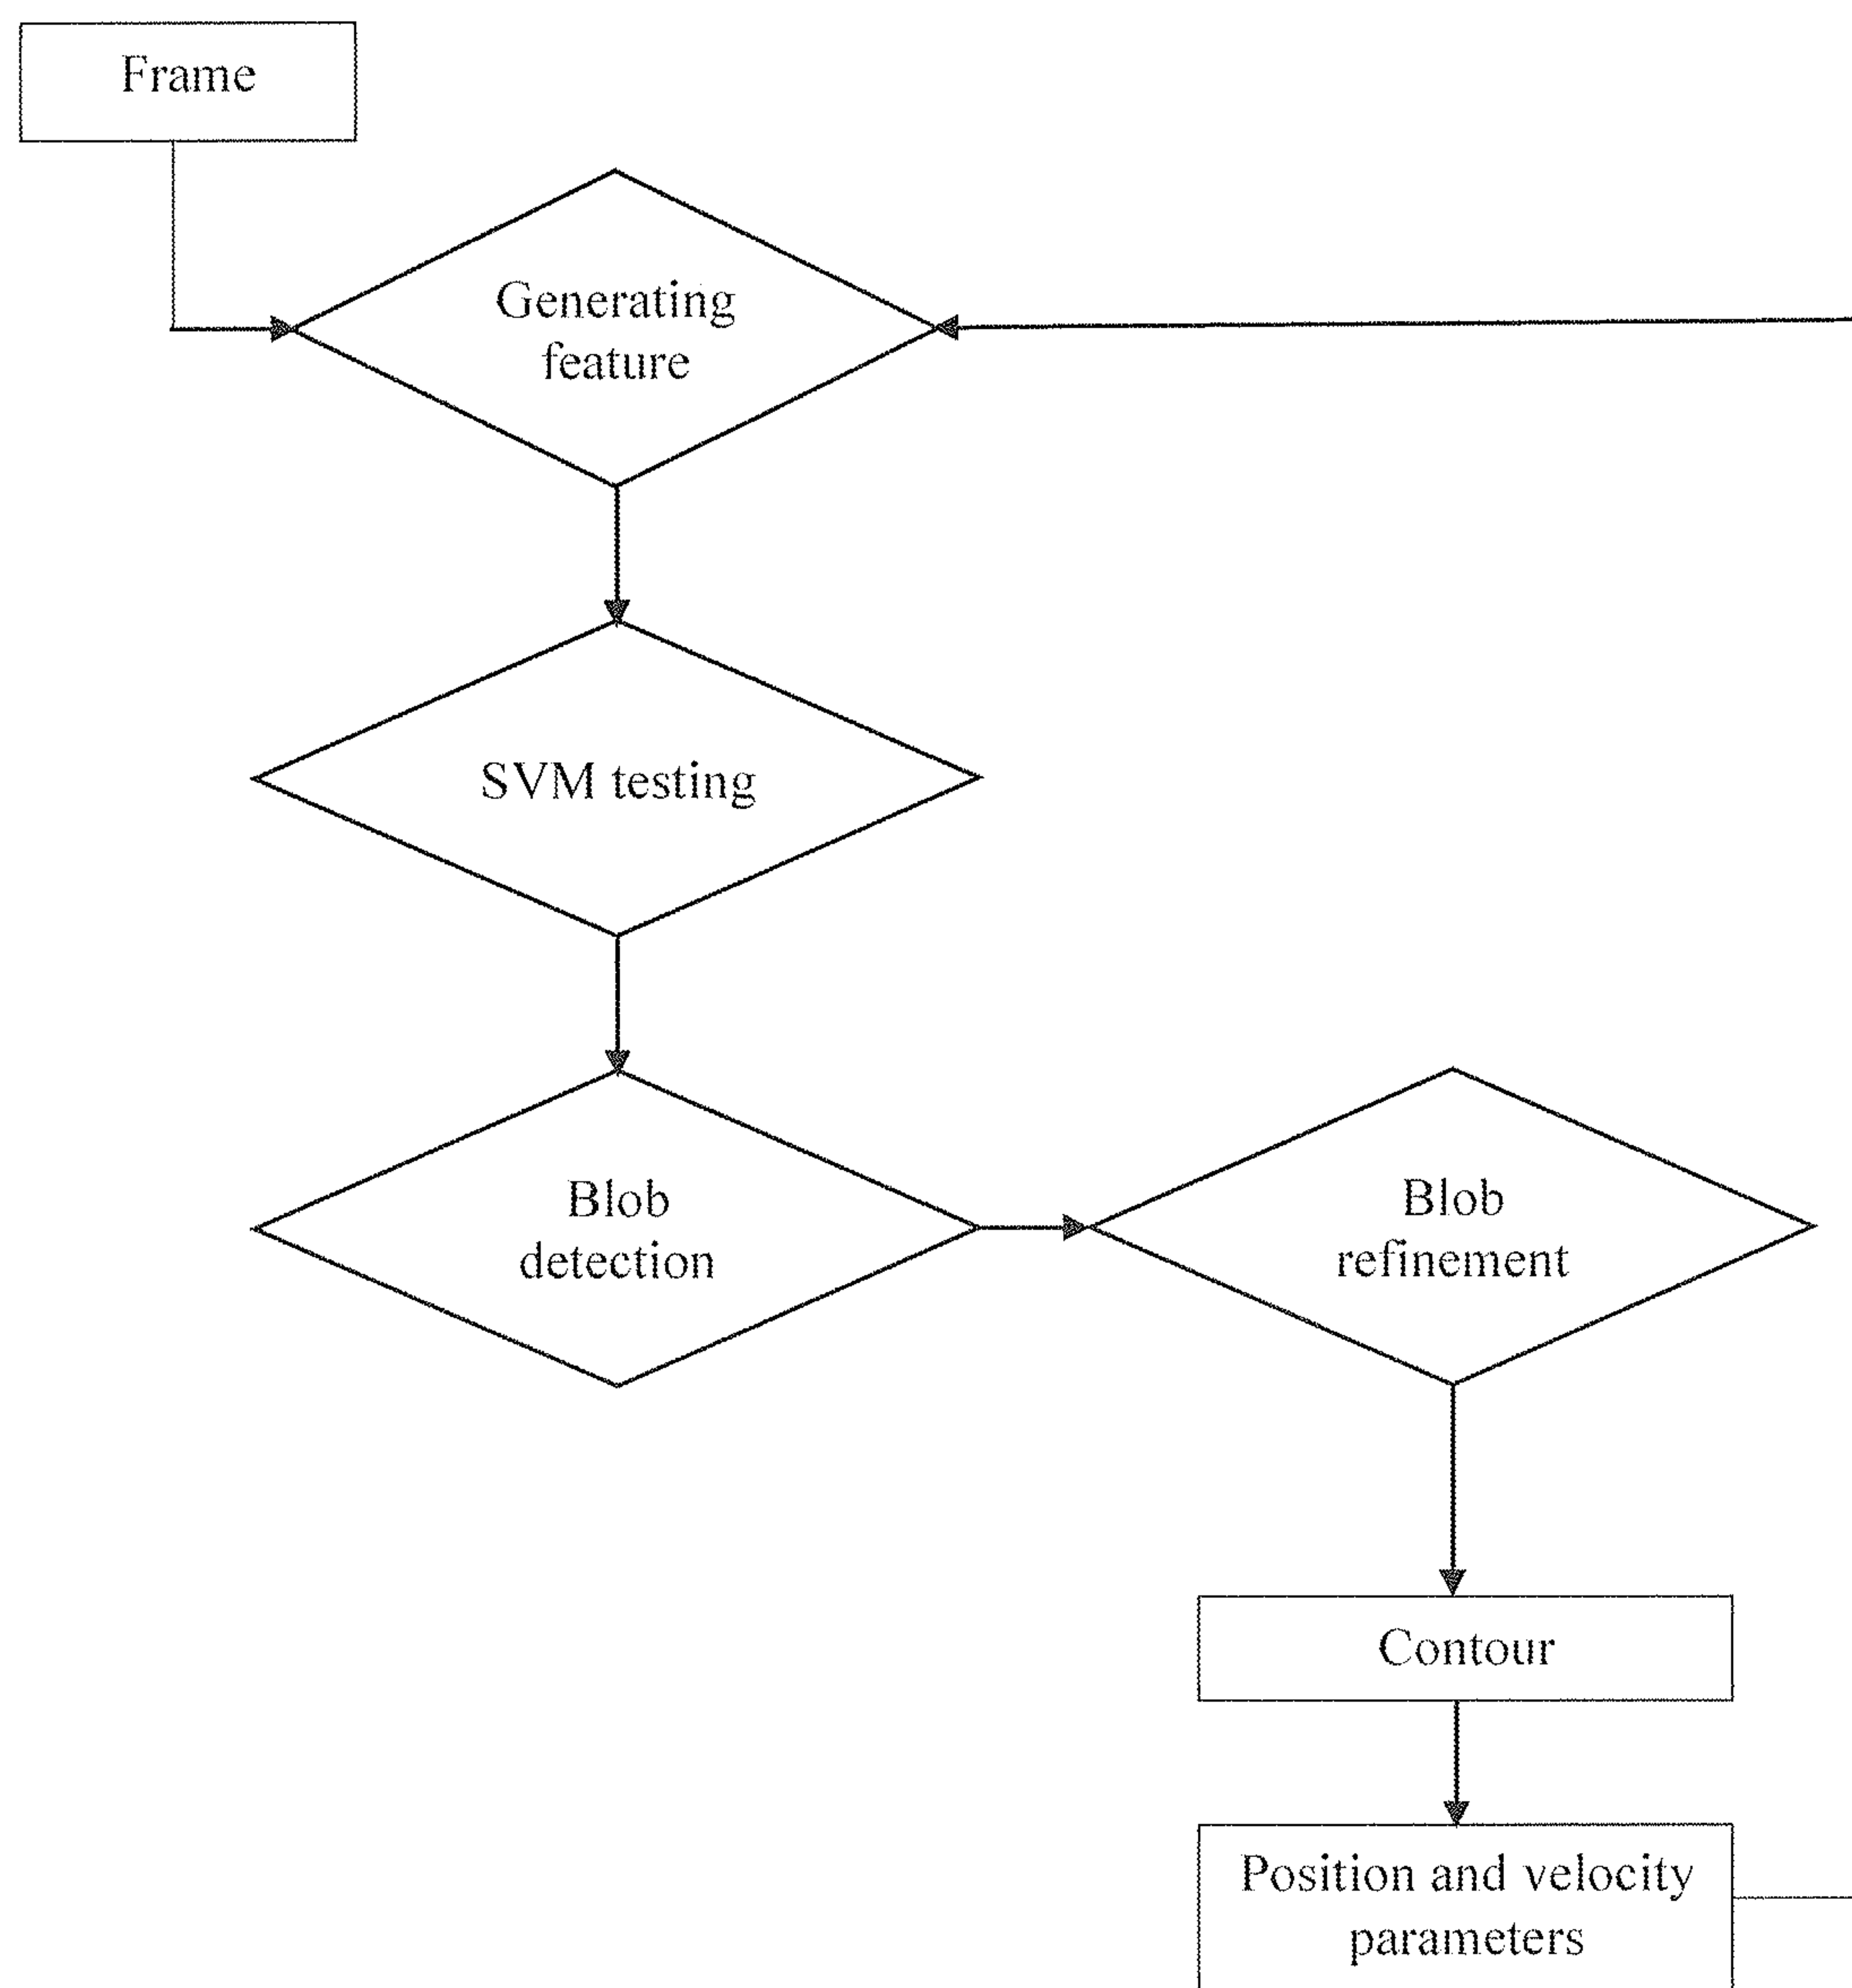 Frame
Generating
feature
SVM testing
Blob
detection
Blob
refinement
Contour
Position and velocity
parameters